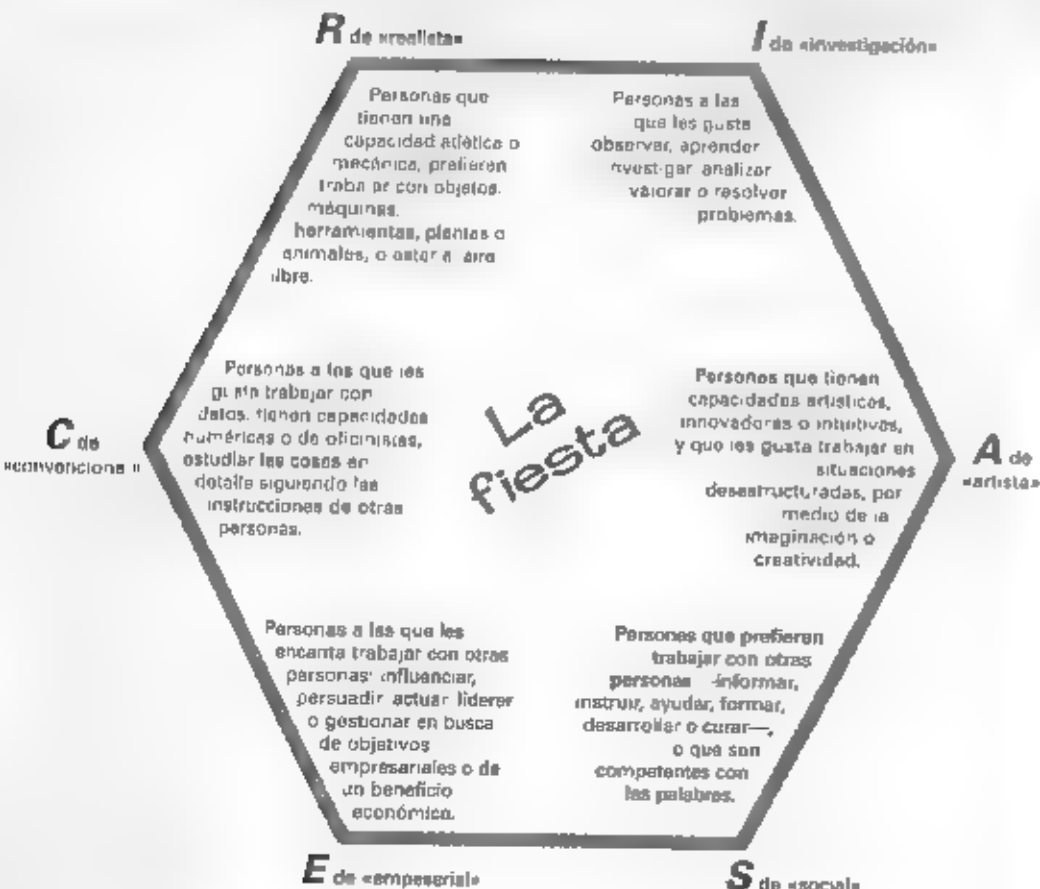 R de «realista»
I de «investigación»
Personas que
tienen una
capacidad atlética o
mecánica, prefieren
trabajar con objetos,
máquinas,
herramientas, plantas o
animales, o estar al aire
libre.
Personas a las
que les gusta
observar, aprender
investigar analizar
valorar o resolver
problemas.
Personas a las que les
gusta trabajar con
datos, tienen capacidades
numéricas o de oficinistas,
estudiar las cosas en
detalle siguiendo las
instrucciones de otras
personas.
C de
«convenciona
La
fiesta
Personas que tienen
capacidades artísticas,
innovadoras o intuitivas,
y que les gusta trabajar en
situaciones
desestructuradas, por
medio de la
imaginación o
creatividad.
A de
«artista»
Personas a las que les
encanta trabajar con otras
personas: influenciar,
persuadir actuar liderar
o gestionar en busca
de objetivos
empresariales o de
un beneficio
económico.
Personas que prefieren
trabajar con otras
personas -informar,
instruir, ayudar, formar,
desarrollar o curar—,
o que son
competentes con
las palabras.
E de «empesarial»
S de «social»